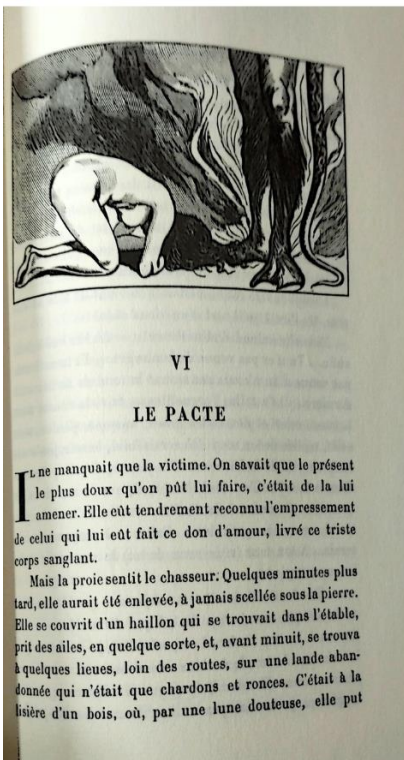 VI
LE PACTE
IL ne manquait que la victime. On savait que le présent
le plus doux qu'on pût lui faire, c'était de la lui
amener. Elle eût tendrement reconnu l'empressement
de celui qui lui eût fait ce don d'amour, livré ce triste
corps sanglant.
Mais la proie sentit le chasseur. Quelques minutes plus
tard, elle aurait été enlevée, à jamais scellée sous la pierre.
Elle se couvrit d'un haillon qui se trouvait dans l'étable,
prit des ailes, en quelque sorte, et, avant minuit, se trouva
à quelques lieues, loin des routes, sur une lande aban-
donnée qui n'était que chardons et ronces. C'était à la
lisière d'un bois, où, par une lune douteuse, elle put